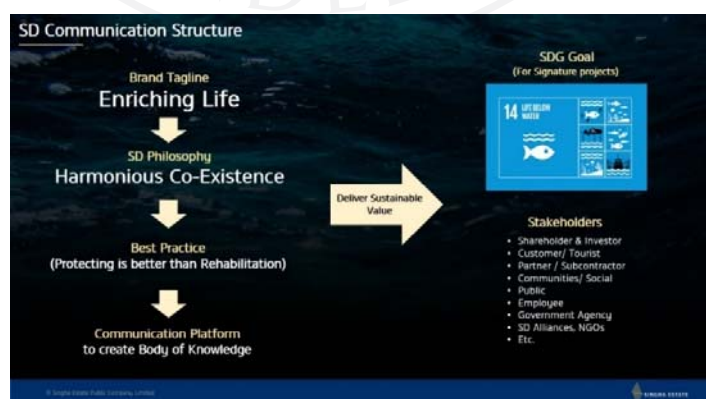 SD Communication Structure
Brand Tagline
Enriching Life
SD Philosophy
Harmonious Co-Existence
Best Practice
(Protecting is better than Rehabilitation)
Communication Platform
to create Body of Knowledge
Deliver Sustainable
Value
SDG Goal
(For Signature projects)
14 LIFE BELOW
WATER
Stakeholders
• Shareholder & Investor
• Customer/ Tourist
• Partner / Subcontractor
• Communities/ Social
• Public
• Employee
• Government Agency
• SD Alliances, NGOs
• Etc.
© Singha Estate Public Company Limited
SINGHA ESTATE